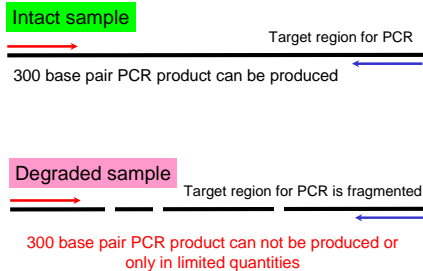 Intact sample
Target region for PCR
300 base pair PCR product can be produced
Degraded sample
Target region for PCR is fragmented
300 base pair PCR product can not be produced or
only in limited quantities